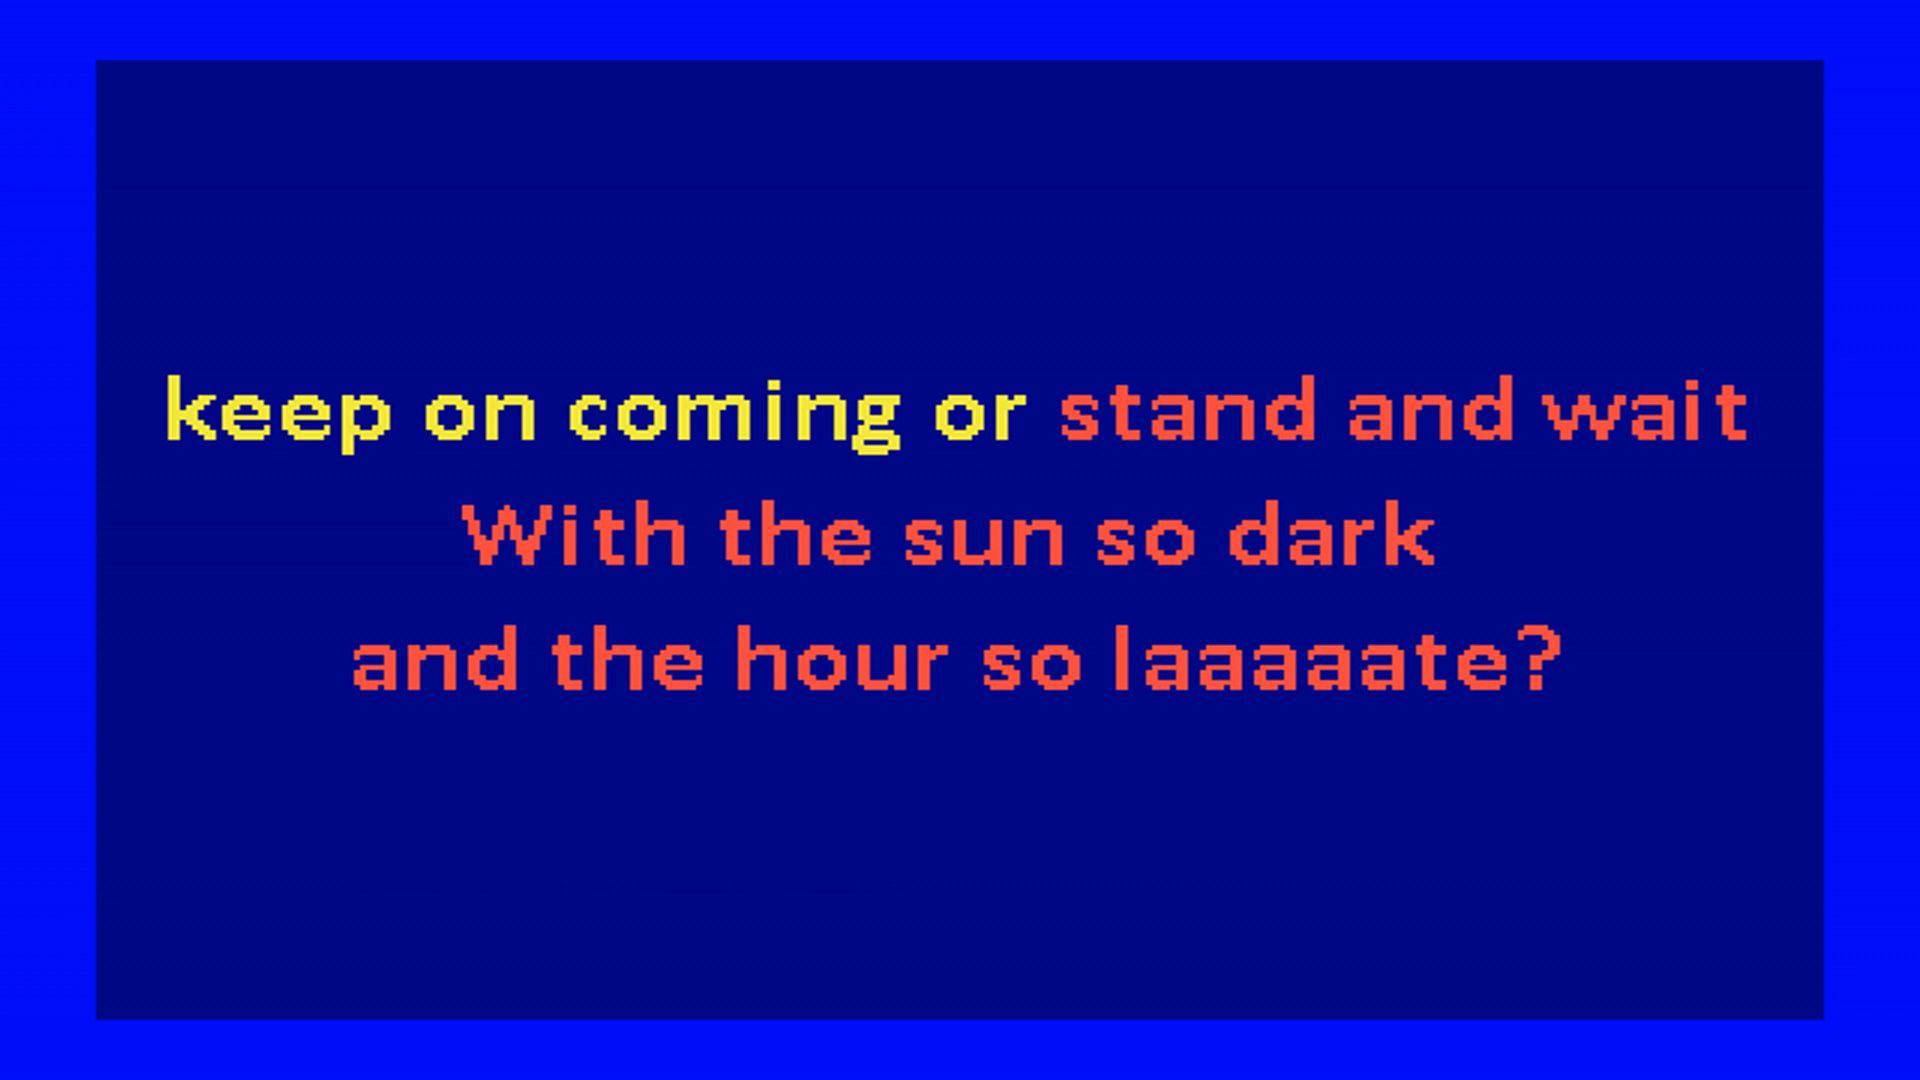 keep on coming or stand and wait
With the sun so dark
and the hour so laaaaate?